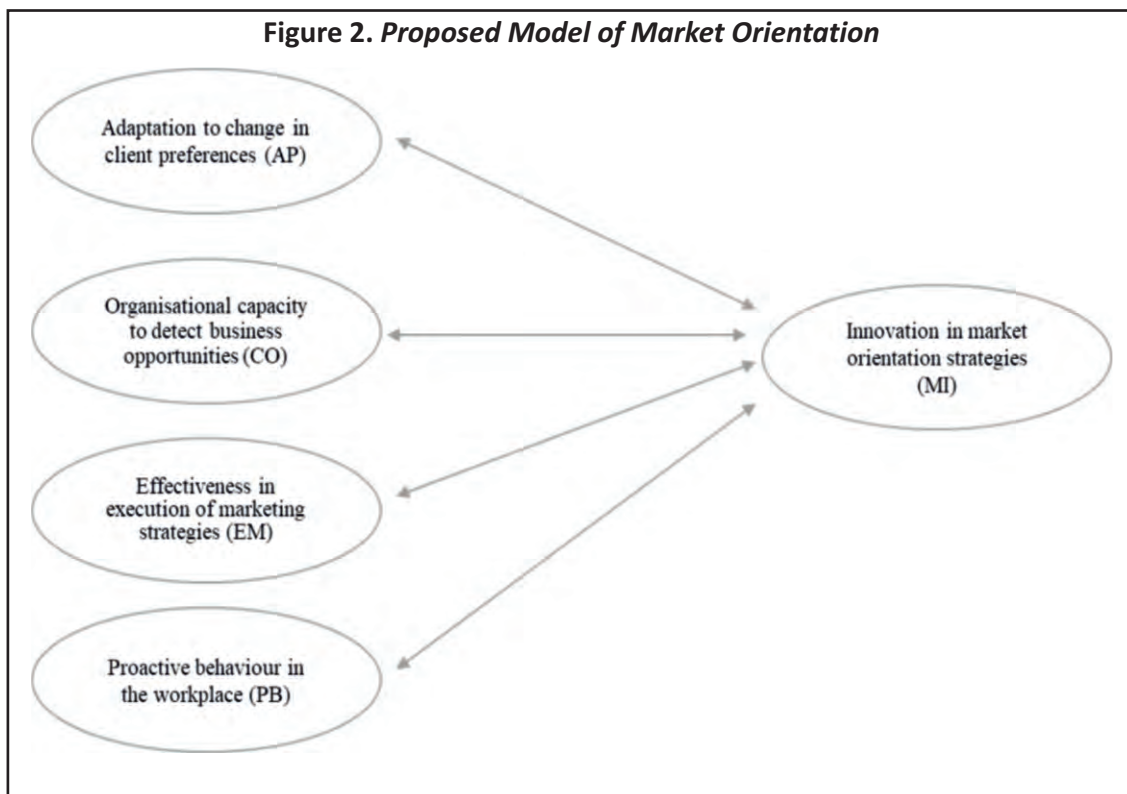 Figure 2. Proposed Model of Market Orientation
Adaptation to change in
client preferences (AP)
Organisational capacity
to detect business
opportunities (CO)
Effectiveness in
execution of marketing
strategies (EM)
Proactive behaviour in
the workplace (PB)
Innovation in market
orientation strategies
(MI)